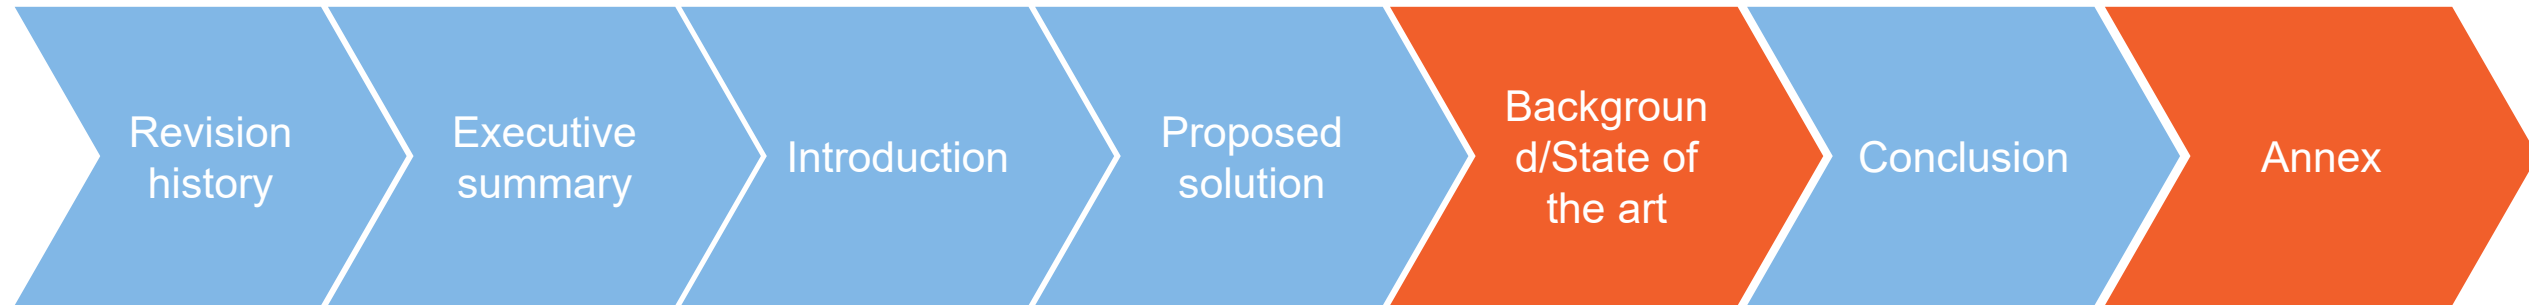 Revision
history
Executive
summary
Introduction
Proposed
solution
Backgroun
d/State of
the art
Conclusion
Annex